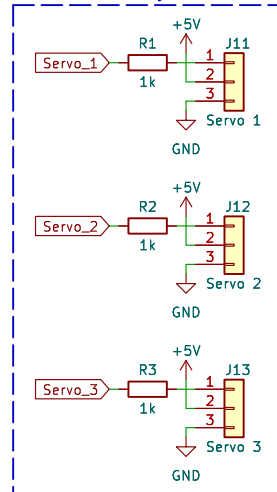 +5V
R1
J11
Servo_1
1
2
3
1k
Servo 1
GND
+5V
R2
J12
Servo_2
1
2
3
1k
Servo 2
GND
+5V
R3
J13
Servo_3
1
2
3
1k
Servo 3
GND